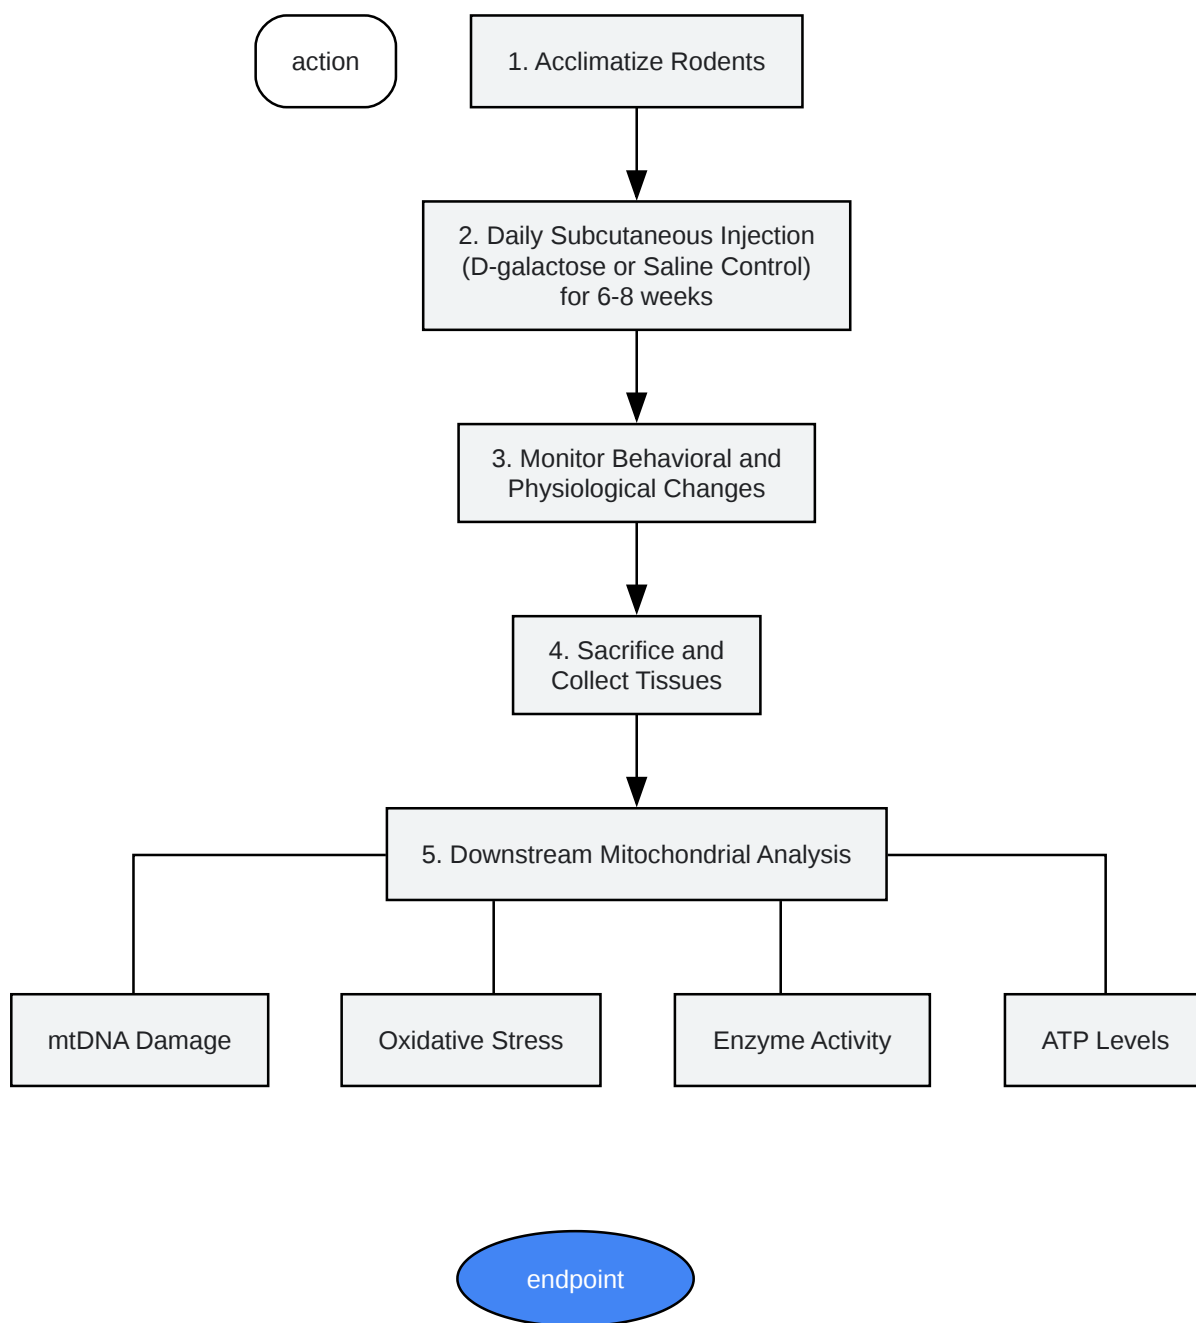 action
1. Acclimatize Rodents
2. Daily Subcutaneous Injection
(D-galactose or Saline Control)
for 6-8 weeks
3. Monitor Behavioral and
Physiological Changes
4. Sacrifice and
Collect Tissues
5. Downstream Mitochondrial Analysis
mtDNA Damage
Oxidative Stress
Enzyme Activity
ATP Levels
endpoint